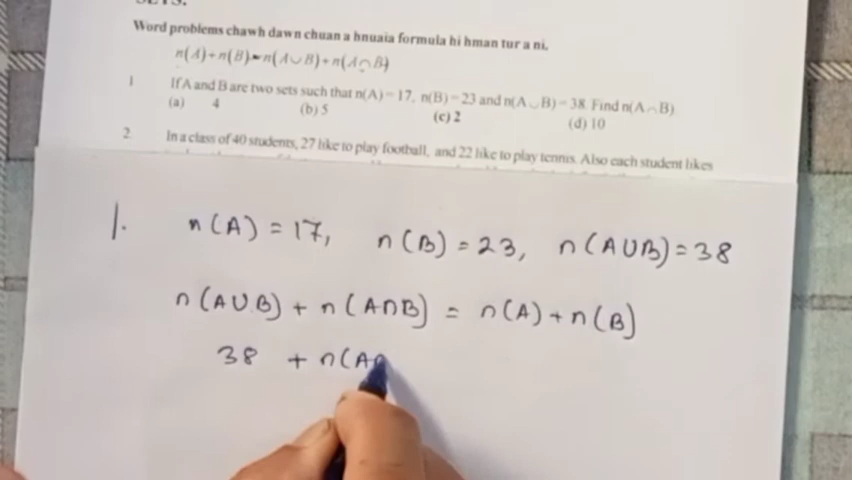 SETS.
Word problems chawh dawn chuan a hnuaia formula hi hman tur a ni.
n(A)+n(B)=n(A∪B)+n(A∩B)
1 If A and B are two sets such that n(A)=17, n(B)=23 and n(A∪B)=38. Find n(A∩B)
(a) 4 (b) 5 (c) 2 (d) 10
2 In a class of 40 students, 27 like to play football, and 22 like to play tennis. Also each student likes
1. n(A)=17, n(B)=23, n(A∪B)=38
n(A∪B)+n(A∩B)=n(A)+n(B)
38 + n(A∩